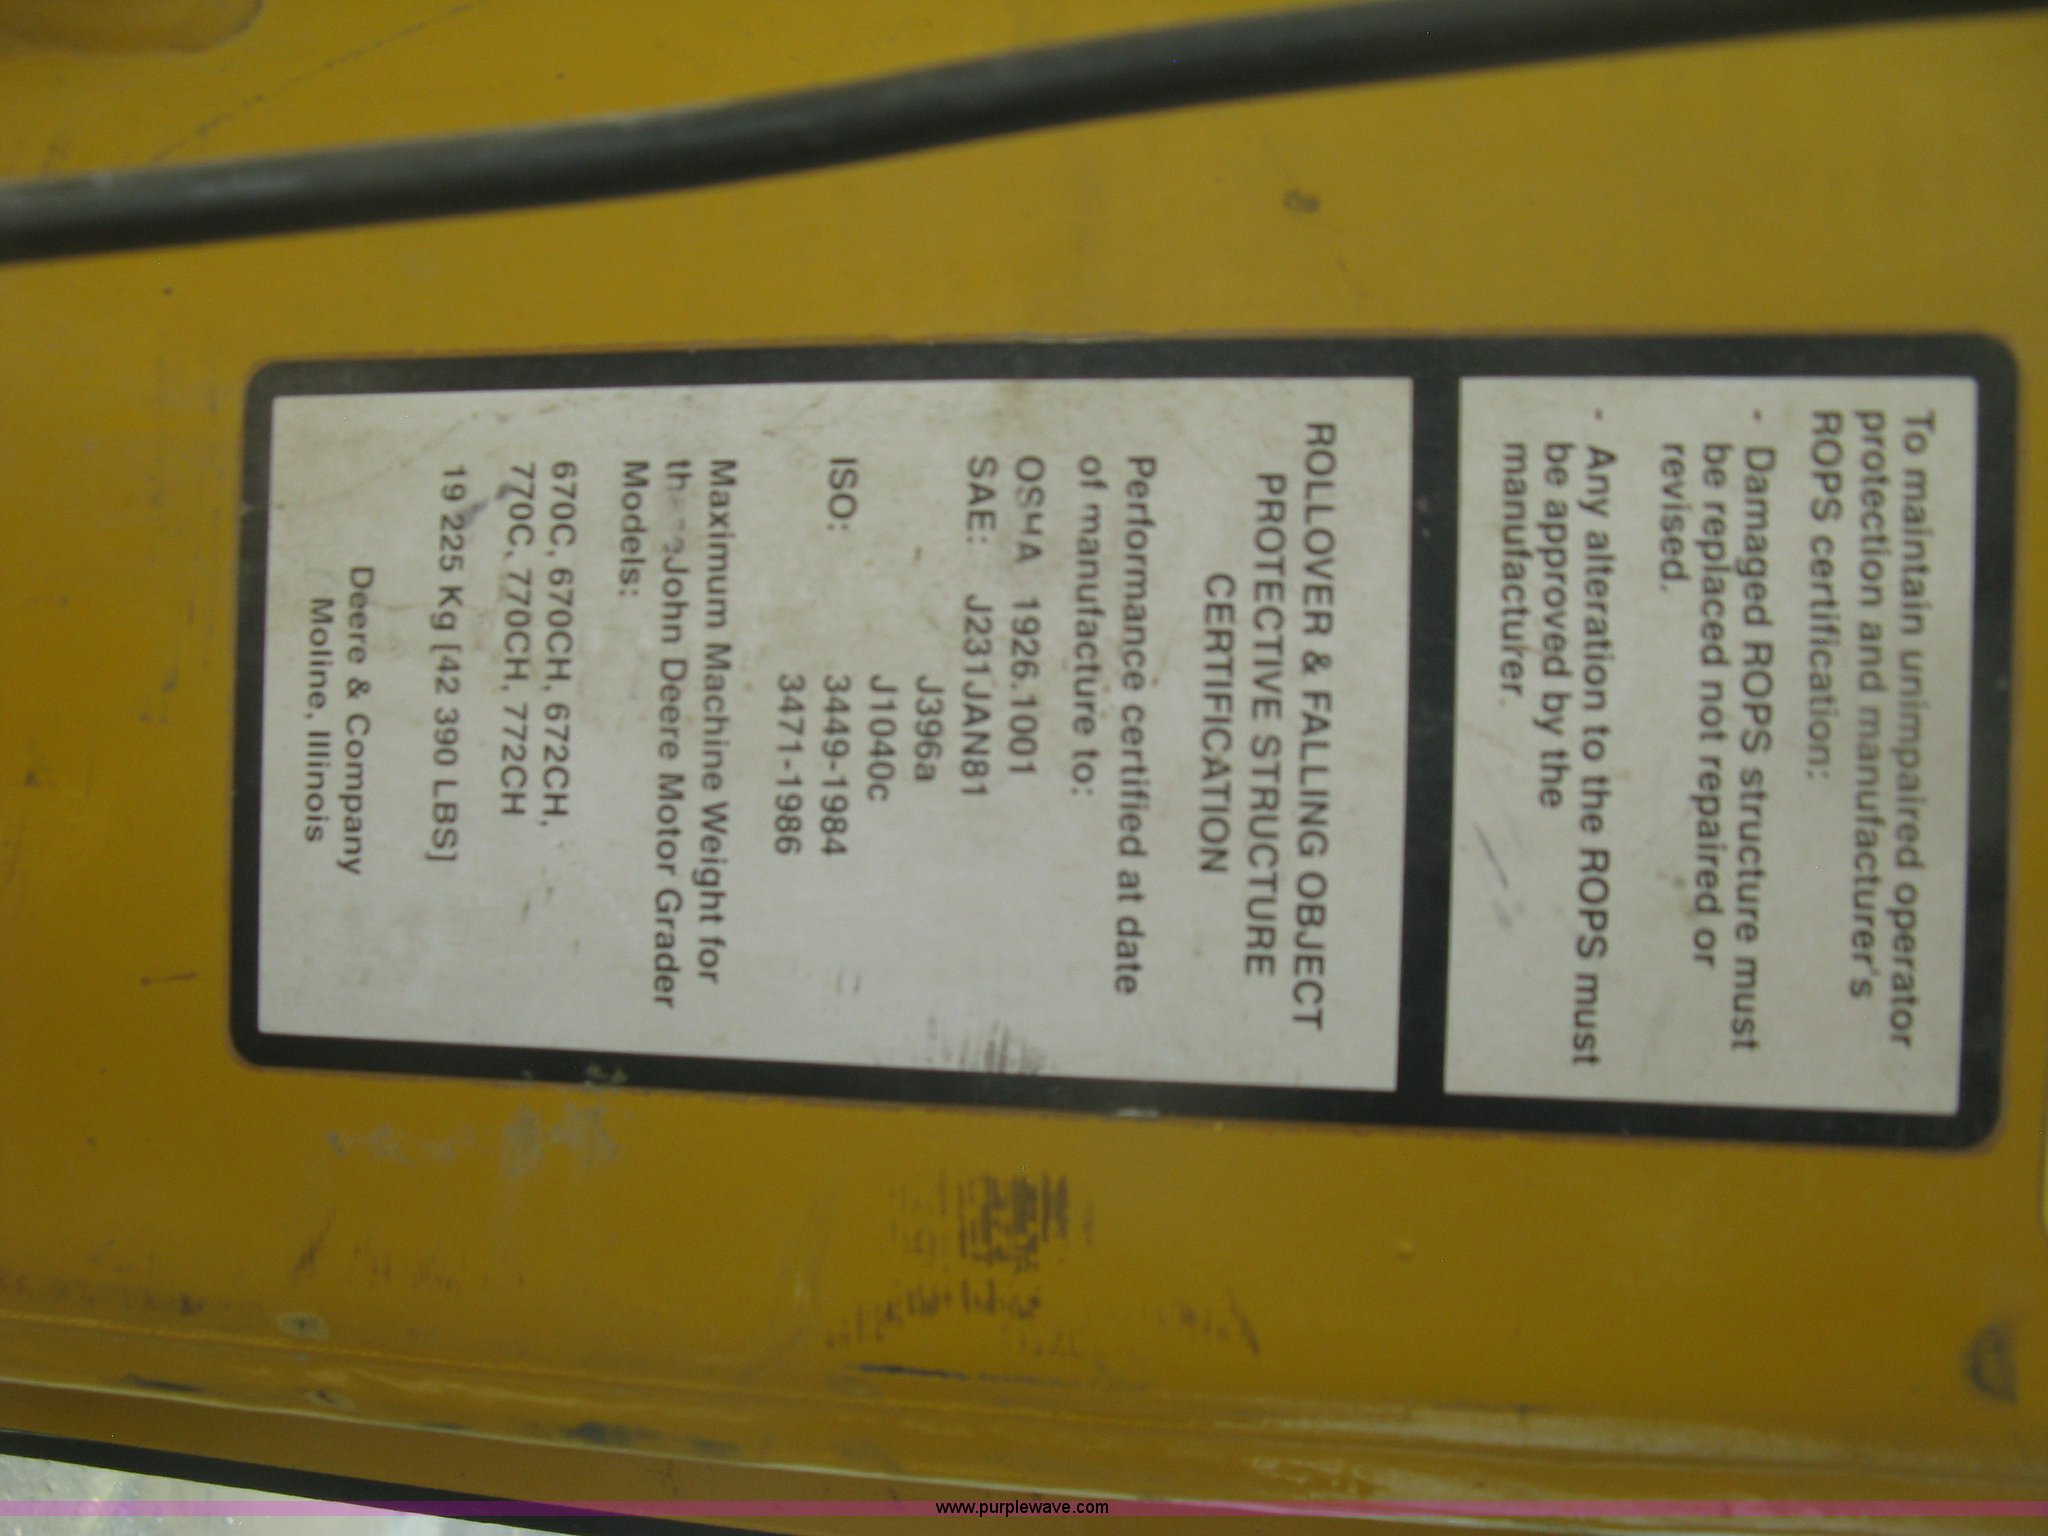 To maintain unimpaired operator
protection and manufacturer's
ROPS certification:
- Damaged ROPS structure must
be replaced not repaired or
revised.
- Any alteration to the ROPS must
be approved by the
manufacturer.
ROLLOVER & FALLING OBJECT
PROTECTIVE STRUCTURE
CERTIFICATION
Performance certified at date
of manufacture to:
OSHA 1926.1001
SAE: J231JAN81
J396a
J1040c
ISO: 3449-1984
3471-1986
Maximum Machine Weight for
John Deere Motor Grader
Models:
670C, 670CH, 672CH,
770C, 770CH, 772CH
19 225 Kg [42 390 LBS]
Deere & Company
Moline, Illinois
www.purplewave.com